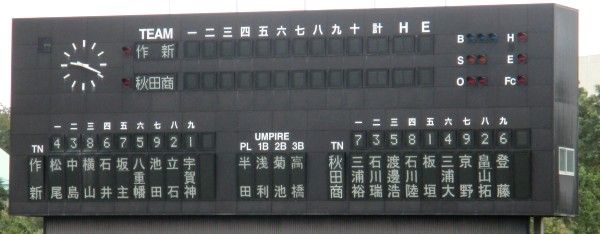 TEAM 一 二 三 四 五 六 七 八 九 十 計 H E
作 新
秋田商
B H
S E
O Fc
一 二 三 四 五 六 七 八 九
TN 4 3 8 6 7 5 9 2 1
作新 松尾 中島 横山 石井 坂主 八重幡 池田 立石 宇賀神
UMPIRE
PL 1B 2B 3B
半田 浅利 菊池 高橋
一 二 三 四 五 六 七 八 九
TN 7 3 5 8 1 4 9 2 6
秋田商 三浦裕 石川瑞 渡邊浩 石川陸 板垣 三浦大 京野 畠山拓 登藤